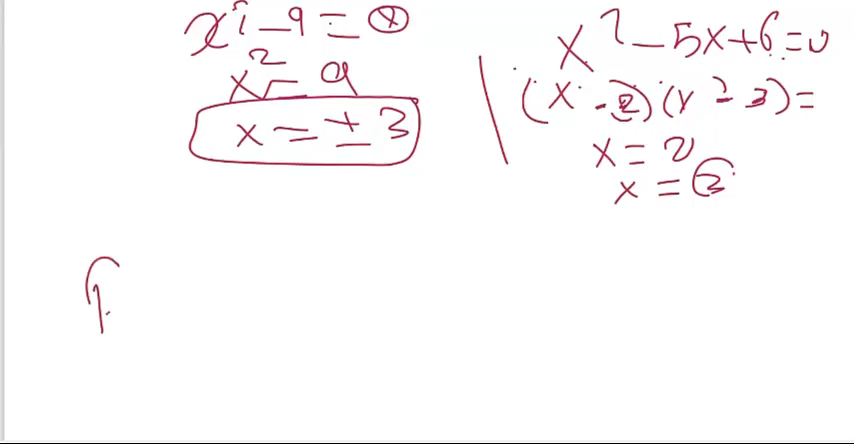 x² - 9 = 0
x² = 9
x = ± 3
x² - 5x + 6 = 0
(x - 2)(x - 3) =
x = 2
x = 3